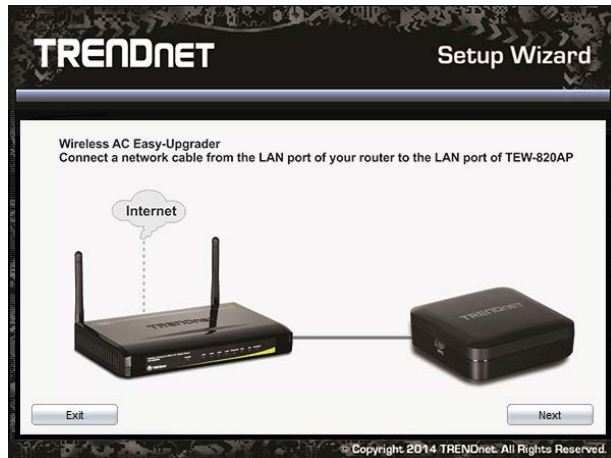 TRENDNET
Setup Wizard
Wireless AC Easy-Upgrader
Connect a network cable from the LAN port of your router to the LAN port of TEW-820AP
Internet
TRENDNET
TRENDNET
Exit
Next
© Copyright 2014 TRENDnet. All Rights Reserved.